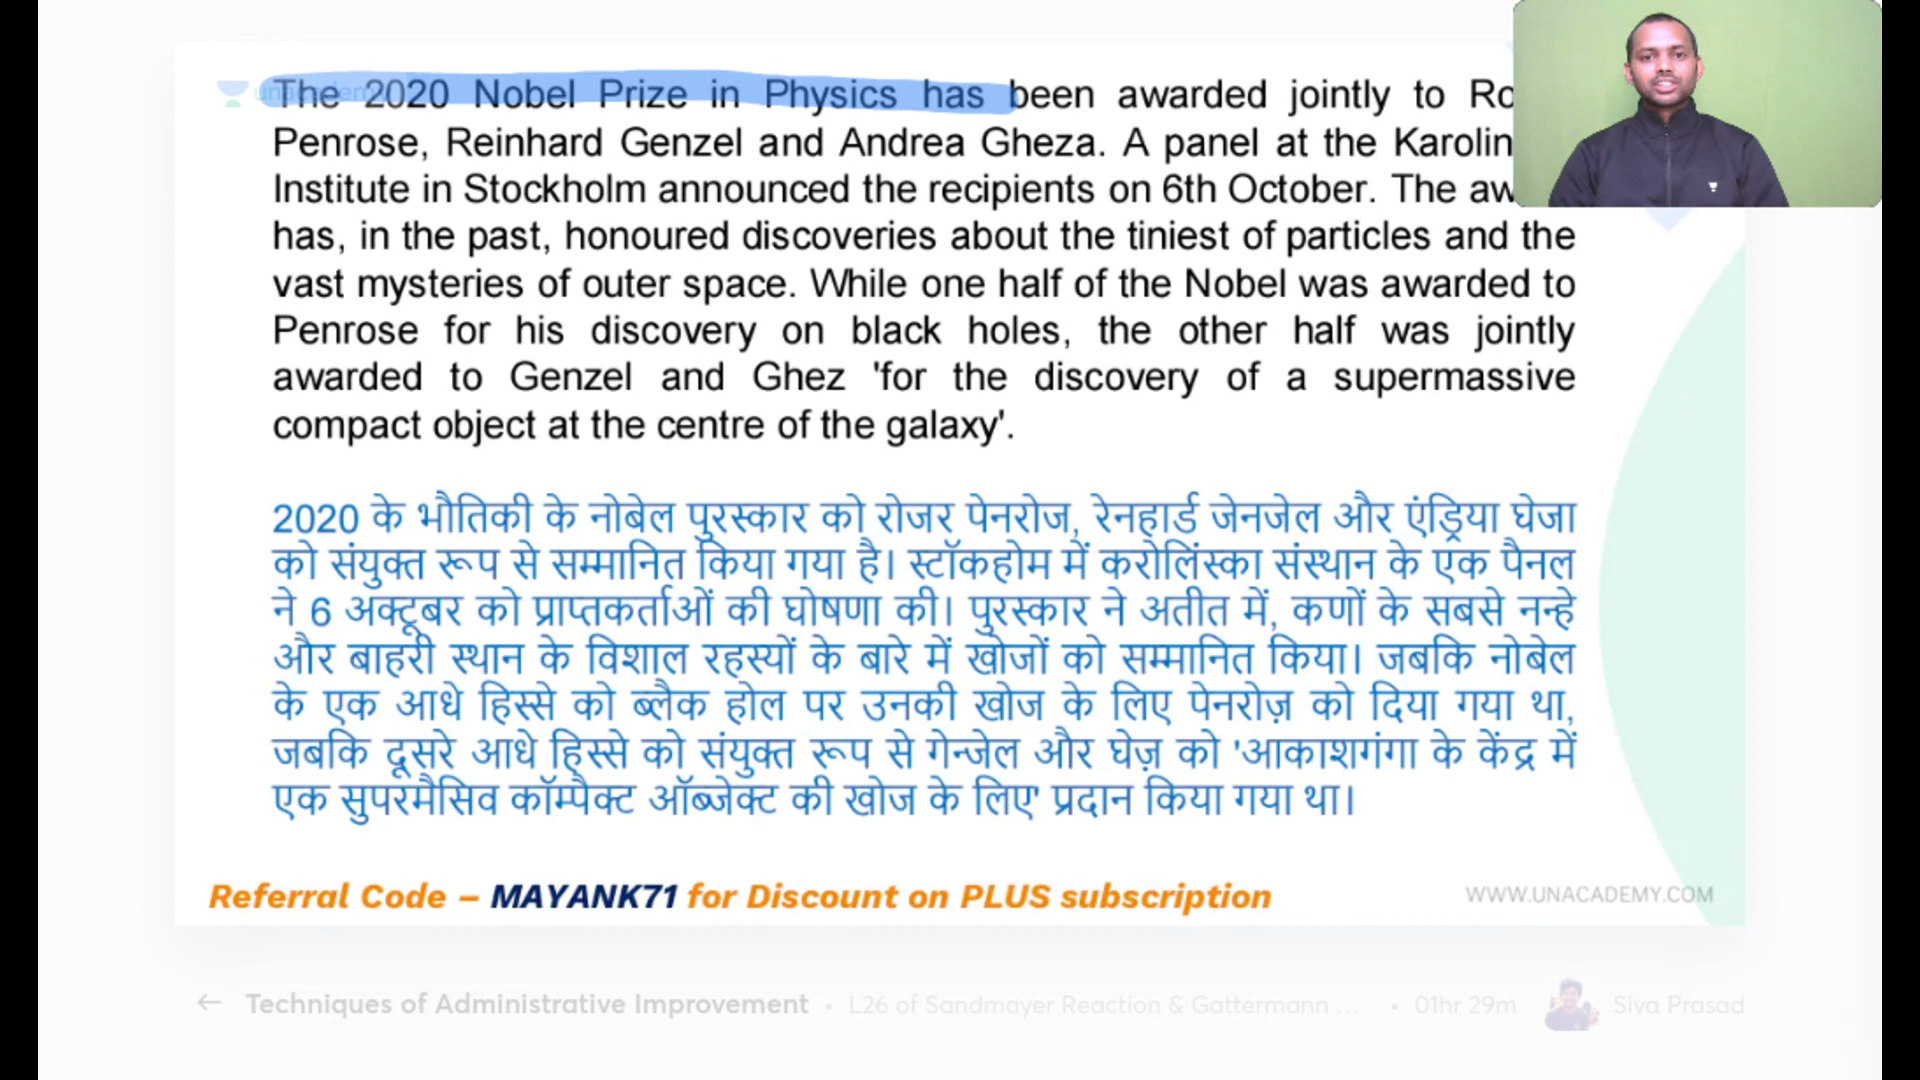 unacademy
The 2020 Nobel Prize in Physics has been awarded jointly to
Penrose, Reinhard Genzel and Andrea Gheza. A panel at the
Institute in Stockholm announced the recipients on 6th October. The
has, in the past, honoured discoveries about the tiniest of particles and the
vast mysteries of outer space. While one half of the Nobel was awarded to
Penrose for his discovery on black holes, the other half was jointly
awarded to Genzel and Ghez 'for the discovery of a supermassive
compact object at the centre of the galaxy'.
2020 के भौतिकी के नोबेल पुरस्कार को रोजर पेनरोज, रेनहार्ड जेनजेल और एंड्रिया घेजा
को संयुक्त रूप से सम्मानित किया गया है। स्टॉकहोम में करोलिंस्का संस्थान के एक पैनल
ने 6 अक्टूबर को प्राप्तकर्ताओं की घोषणा की। पुरस्कार ने अतीत में, कणों के सबसे नन्हे
और बाहरी स्थान के विशाल रहस्यों के बारे में खोजों को सम्मानित किया। जबकि नोबेल
के एक आधे हिस्से को ब्लैक होल पर उनकी खोज के लिए पेनरोज़ को दिया गया था,
जबकि दूसरे आधे हिस्से को संयुक्त रूप से गेन्जेल और घेज़ को 'आकाशगंगा के केंद्र में
एक सुपरमैसिव कॉम्पैक्ट ऑब्जेक्ट की खोज के लिए' प्रदान किया गया था।
Referral Code – MAYANK71 for Discount on PLUS subscription
WWW.UNACADEMY.COM
← Techniques of Administrative Improvement • L26 of Sandmayer Reaction & Gattermann ... • 01hr 29m Siva Prasad